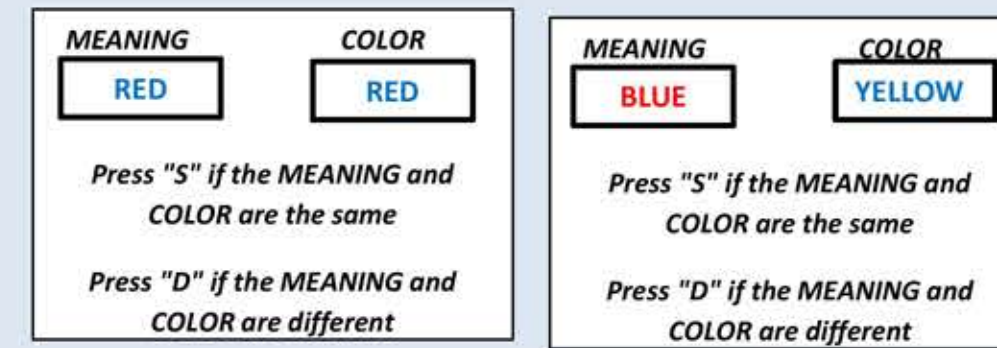 MEANING COLOR
RED RED
Press "S" if the MEANING and
COLOR are the same
Press "D" if the MEANING and
COLOR are different
MEANING COLOR
BLUE YELLOW
Press "S" if the MEANING and
COLOR are the same
Press "D" if the MEANING and
COLOR are different